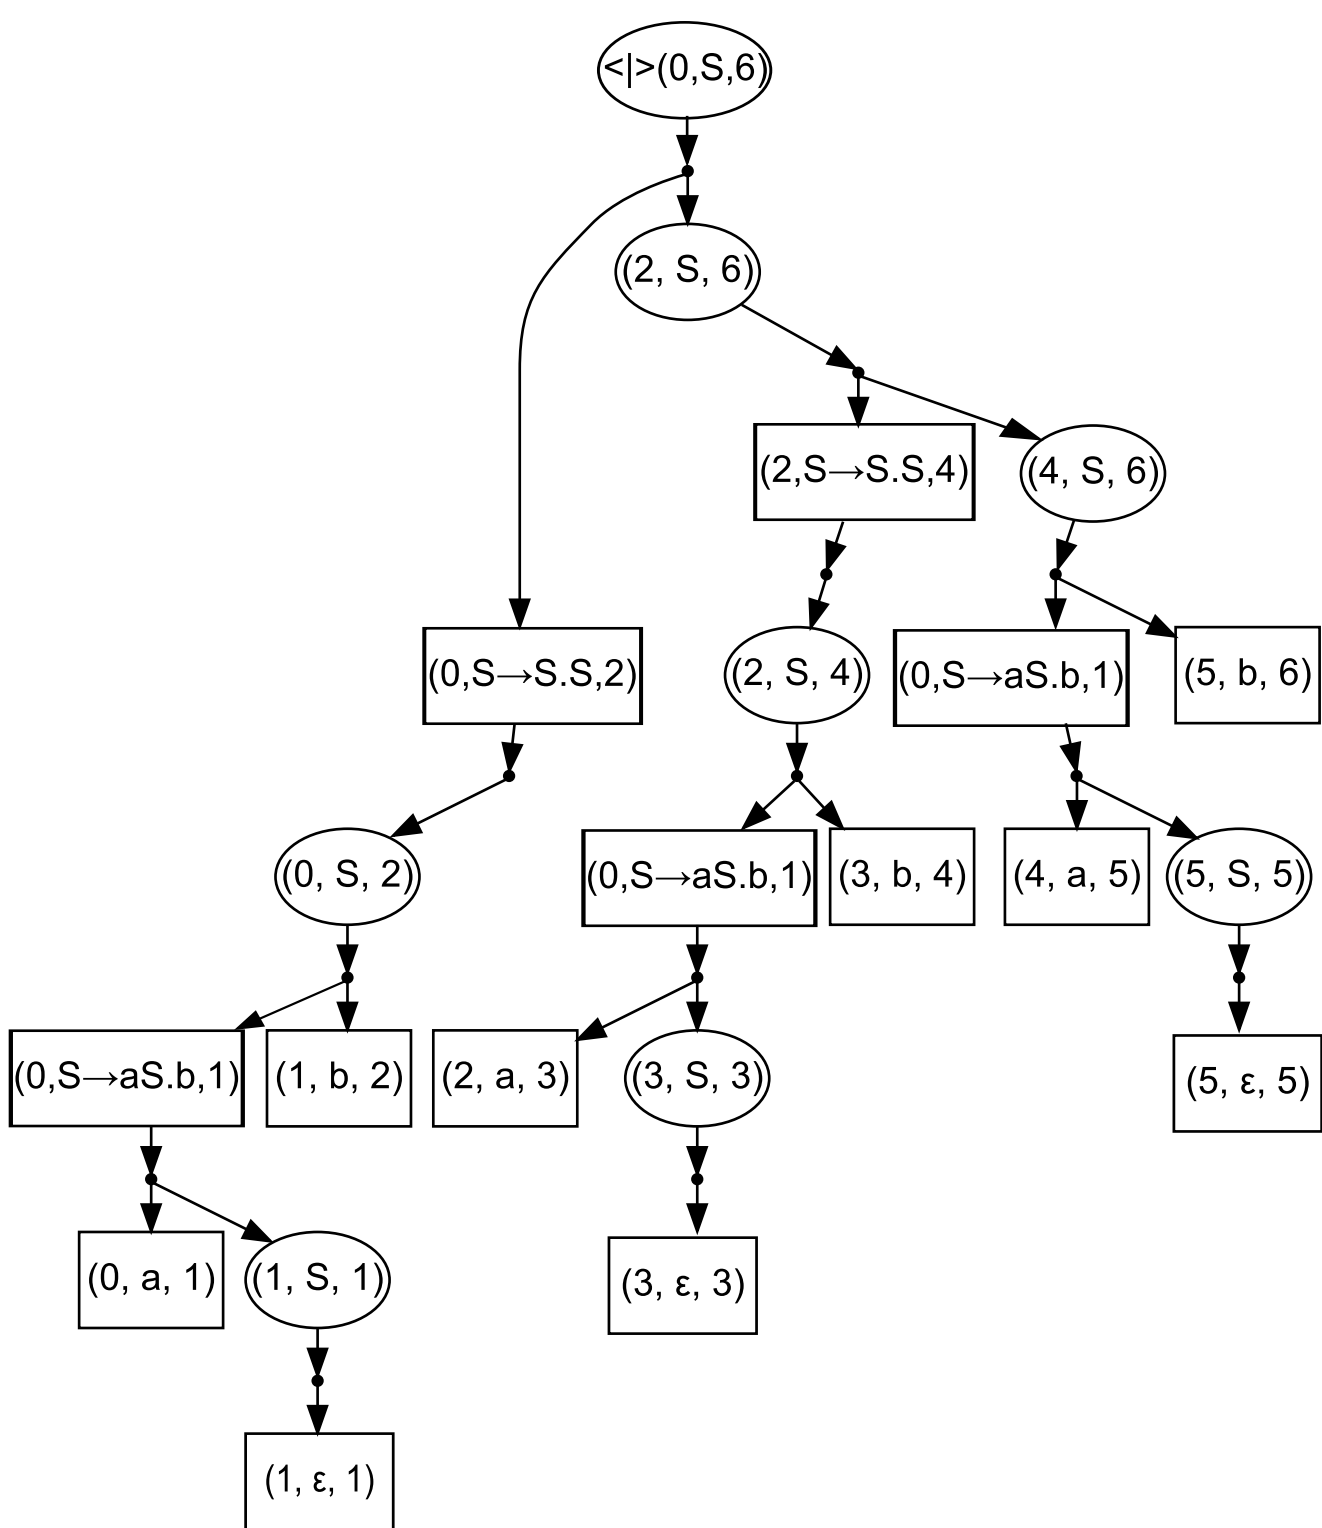 <|>(0,S,6)
(2, S, 6)
(2,S→S.S,4)
(4, S, 6)
(0,S→S.S,2)
(2, S, 4)
(0,S→aS.b,1)
(5, b, 6)
(0, S, 2)
(0,S→aS.b,1)
(3, b, 4)
(4, a, 5)
(5, S, 5)
(0,S→aS.b,1)
(1, b, 2)
(2, a, 3)
(3, S, 3)
(5, ε, 5)
(0, a, 1)
(1, S, 1)
(3, ε, 3)
(1, ε, 1)